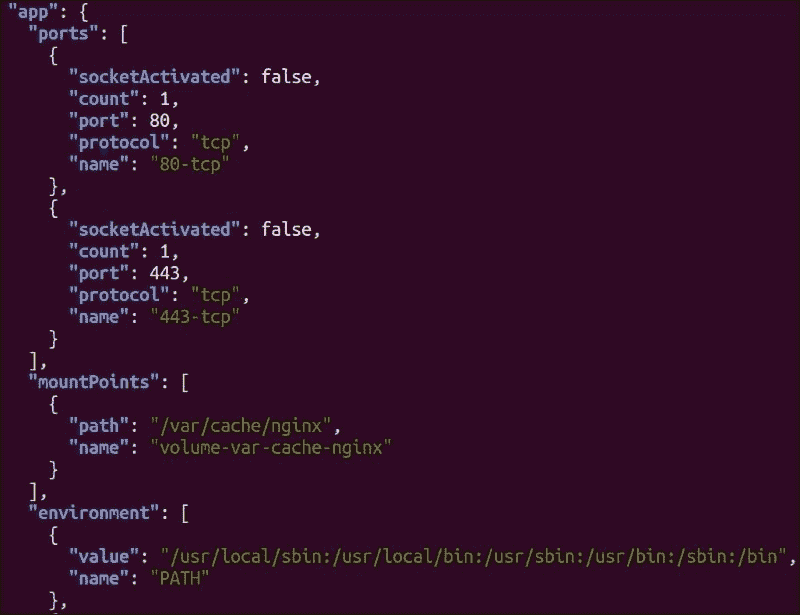 "app": {
  "ports": [
    {
      "socketActivated": false,
      "count": 1,
      "port": 80,
      "protocol": "tcp",
      "name": "80-tcp"
    },
    {
      "socketActivated": false,
      "count": 1,
      "port": 443,
      "protocol": "tcp",
      "name": "443-tcp"
    }
  ],
  "mountPoints": [
    {
      "path": "/var/cache/nginx",
      "name": "volume-var-cache-nginx"
    }
  ],
  "environment": [
    {
      "value": "/usr/local/sbin:/usr/local/bin:/usr/sbin:/usr/bin:/sbin:/bin",
      "name": "PATH"
    },